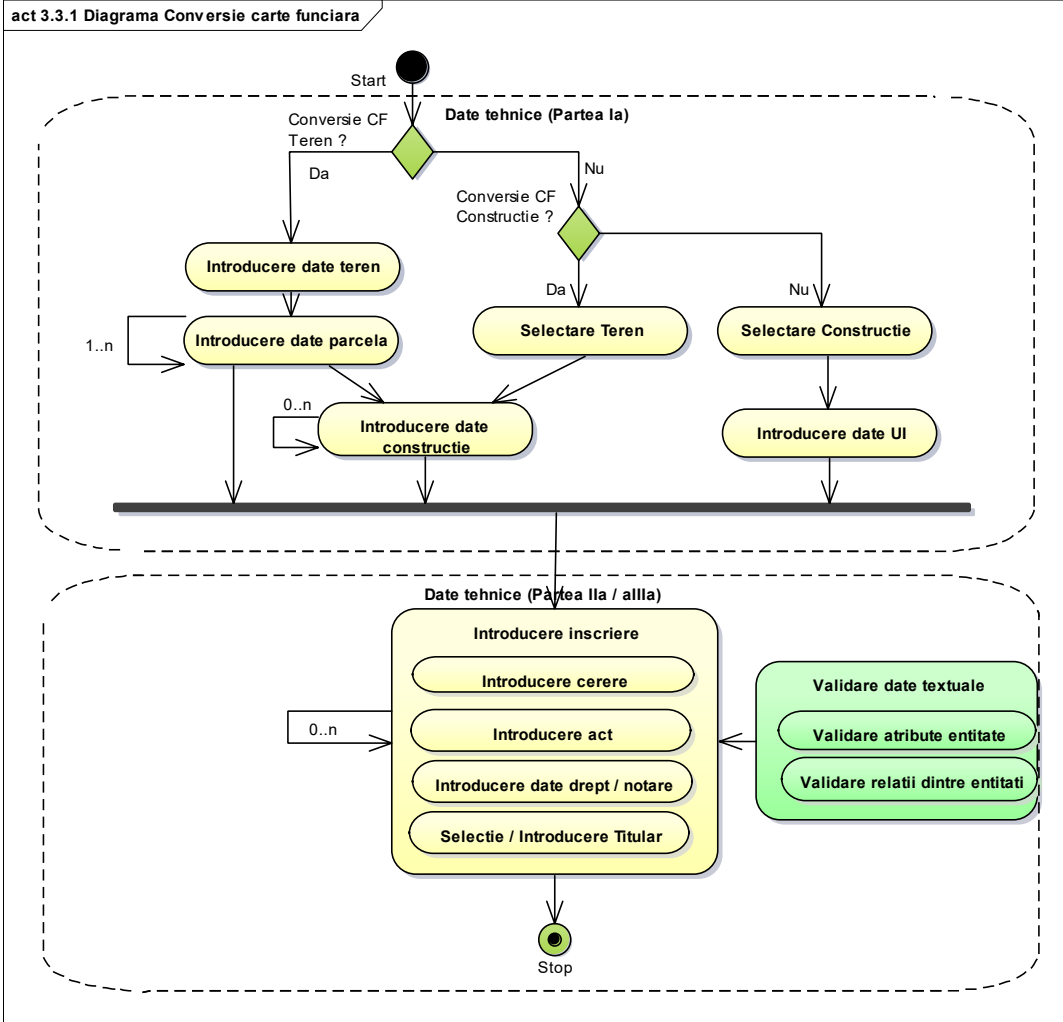 act 3.3.1 Diagrama Conversie carte funciara
Start
Date tehnice (Partea Ia)
Conversie CF
Teren ?
Da
Nu
Conversie CF
Constructie ?
Introducere date teren
Da
Nu
Introducere date parcela
1..n
Selectare Teren
Selectare Constructie
0..n
Introducere date
constructie
Introducere date UI
Date tehnice (Partea IIa / aIIIa)
Introducere inscriere
Introducere cerere
Introducere act
Introducere date drept / notare
Selectie / Introducere Titular
0..n
Validare date textuale
Validare atribute entitate
Validare relatii dintre entitati
Stop